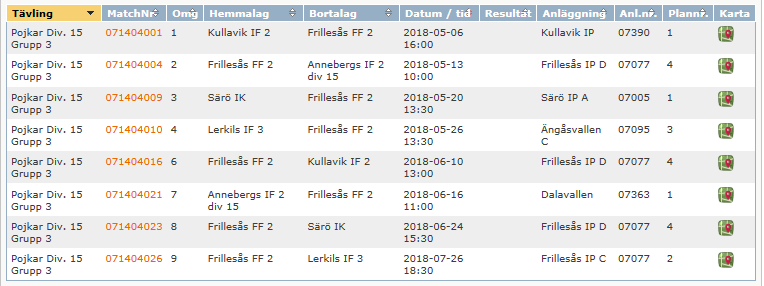 Tävling MatchNr. Omg Hemmalag Bortalag Datum / tid Resultat Anläggning Anl.nr. Plannr. Karta
Pojkar Div. 15 071404001 1 Kullavik IF 2 Frillesås FF 2 2018-05-06 Kullavik IP 07390 1
Grupp 3 16:00
Pojkar Div. 15 071404004 2 Frillesås FF 2 Annebergs IF 2 2018-05-13 Frillesås IP D 07077 4
Grupp 3 div 15 10:00
Pojkar Div. 15 071404009 3 Särö IK Frillesås FF 2 2018-05-20 Särö IP A 07005 1
Grupp 3 13:30
Pojkar Div. 15 071404010 4 Lerkils IF 3 Frillesås FF 2 2018-05-26 Ängåsvallen 07095 3
Grupp 3 13:30 C
Pojkar Div. 15 071404016 6 Frillesås FF 2 Kullavik IF 2 2018-06-10 Frillesås IP D 07077 4
Grupp 3 13:00
Pojkar Div. 15 071404021 7 Annebergs IF 2 Frillesås FF 2 2018-06-16 Dalavallen 07363 1
Grupp 3 div 15 11:00
Pojkar Div. 15 071404023 8 Frillesås FF 2 Särö IK 2018-06-24 Frillesås IP D 07077 4
Grupp 3 15:30
Pojkar Div. 15 071404026 9 Frillesås FF 2 Lerkils IF 3 2018-07-26 Frillesås IP C 07077 2
Grupp 3 18:30